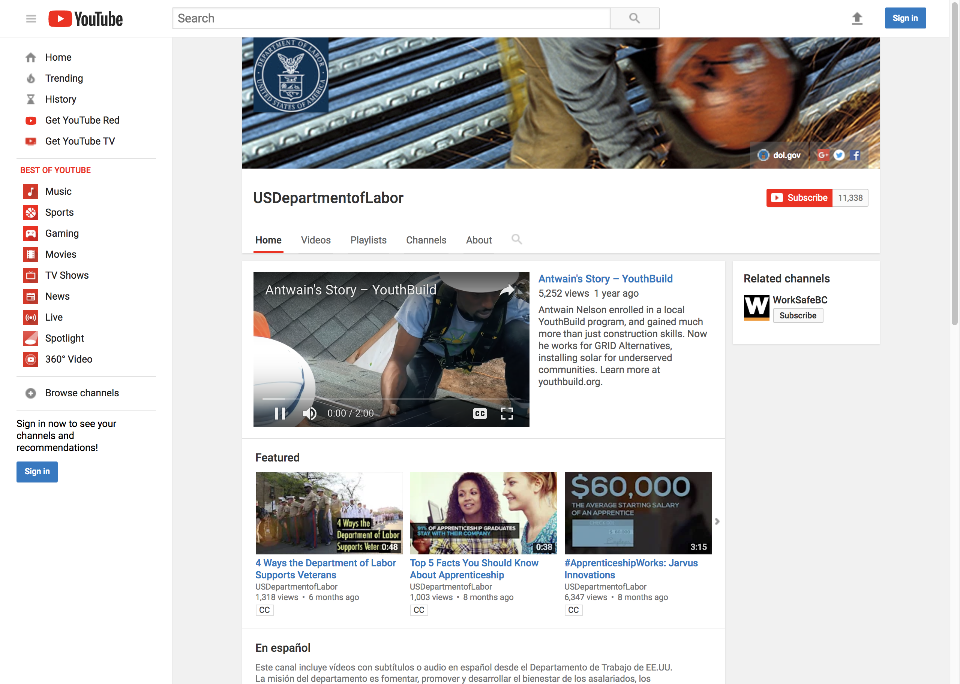 YouTube
Search
Sign in
Home
Trending
History
Get YouTube Red
Get YouTube TV
BEST OF YOUTUBE
Music
Sports
Gaming
Movies
TV Shows
News
Live
Spotlight
360° Video
Browse channels
Sign in now to see your
channels and
recommendations!
Sign in
DEPARTMENT OF LABOR
UNITED STATES OF AMERICA
dol.gov
USDepartmentofLabor
Subscribe 11,338
Home Videos Playlists Channels About
Antwain's Story – YouthBuild
0:00 / 2:00
CC
Antwain's Story – YouthBuild
5,252 views 1 year ago
Antwain Nelson enrolled in a local
YouthBuild program, and gained much
more than just construction skills. Now
he works for GRID Alternatives,
installing solar for underserved
communities. Learn more at
youthbuild.org.
Related channels
W
WorkSafeBC
Subscribe
Featured
4 Ways the
Department of Labor
Supports Veter
0:48
4 Ways the Department of Labor
Supports Veterans
USDepartmentofLabor
1,318 views • 6 months ago
CC
OF APPRENTICESHIP GRADUATES
STAY WITH THEIR COMPANY
0:38
Top 5 Facts You Should Know
About Apprenticeship
USDepartmentofLabor
1,003 views • 8 months ago
CC
$60,000
THE AVERAGE STARTING SALARY
OF AN APPRENTICE
3:15
#ApprenticeshipWorks: Jarvus
Innovations
USDepartmentofLabor
6,347 views • 8 months ago
CC
En español
Este canal incluye vídeos con subtítulos o audio en español desde el Departamento de Trabajo de EE.UU.
La misión del departamento es fomentar, promover y desarrollar el bienestar de los asalariados, los